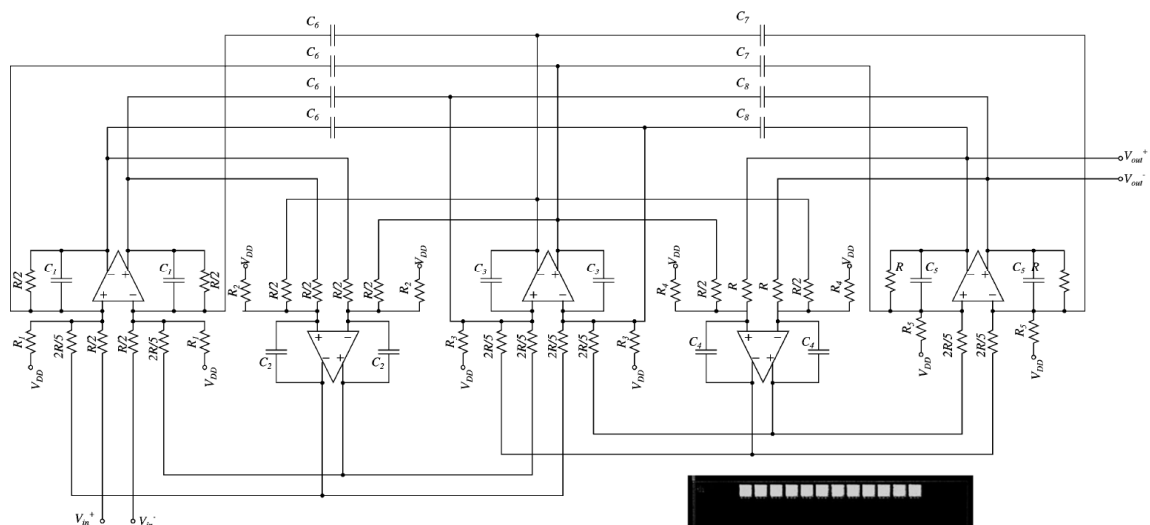 C6 C7
C6 C7
C6 C8
C6 C8
Vout+
Vout-
R/2 C1 C1 R/2 VDD R2 R/2 R/2 R/2 R/2 R2 VDD C3 C3 VDD R4 R/2 R R R/2 R4 VDD R C5 C5 R
R1 2R/5 R/2 R/2 2R/5 R1 C2 C2 R3 2R/5 2R/5 2R/5 2R/5 R3 C4 C4 R5 2R/5 2R/5 R5
VDD VDD VDD VDD VDD VDD
Vin+ Vin-